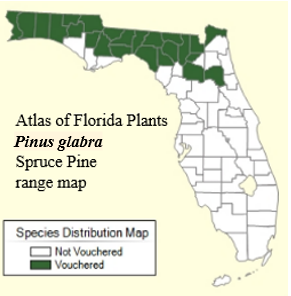 Atlas of Florida Plants
Pinus glabra
Spruce Pine
range map
Species Distribution Map
Not Vouchered
Vouchered